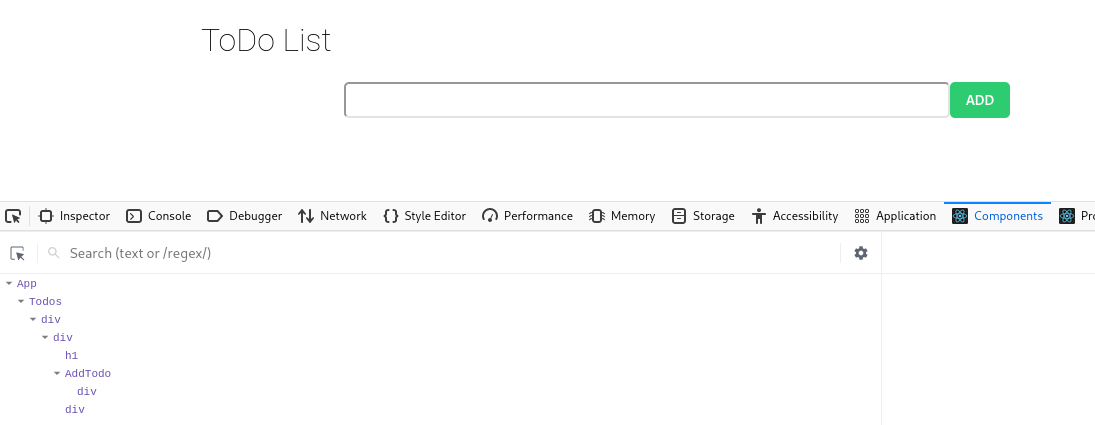 ToDo List
ADD
Inspector Console Debugger Network Style Editor Performance Memory Storage Accessibility Application Components Pro
Search (text or /regex/)
App
Todos
div
div
h1
AddTodo
div
div